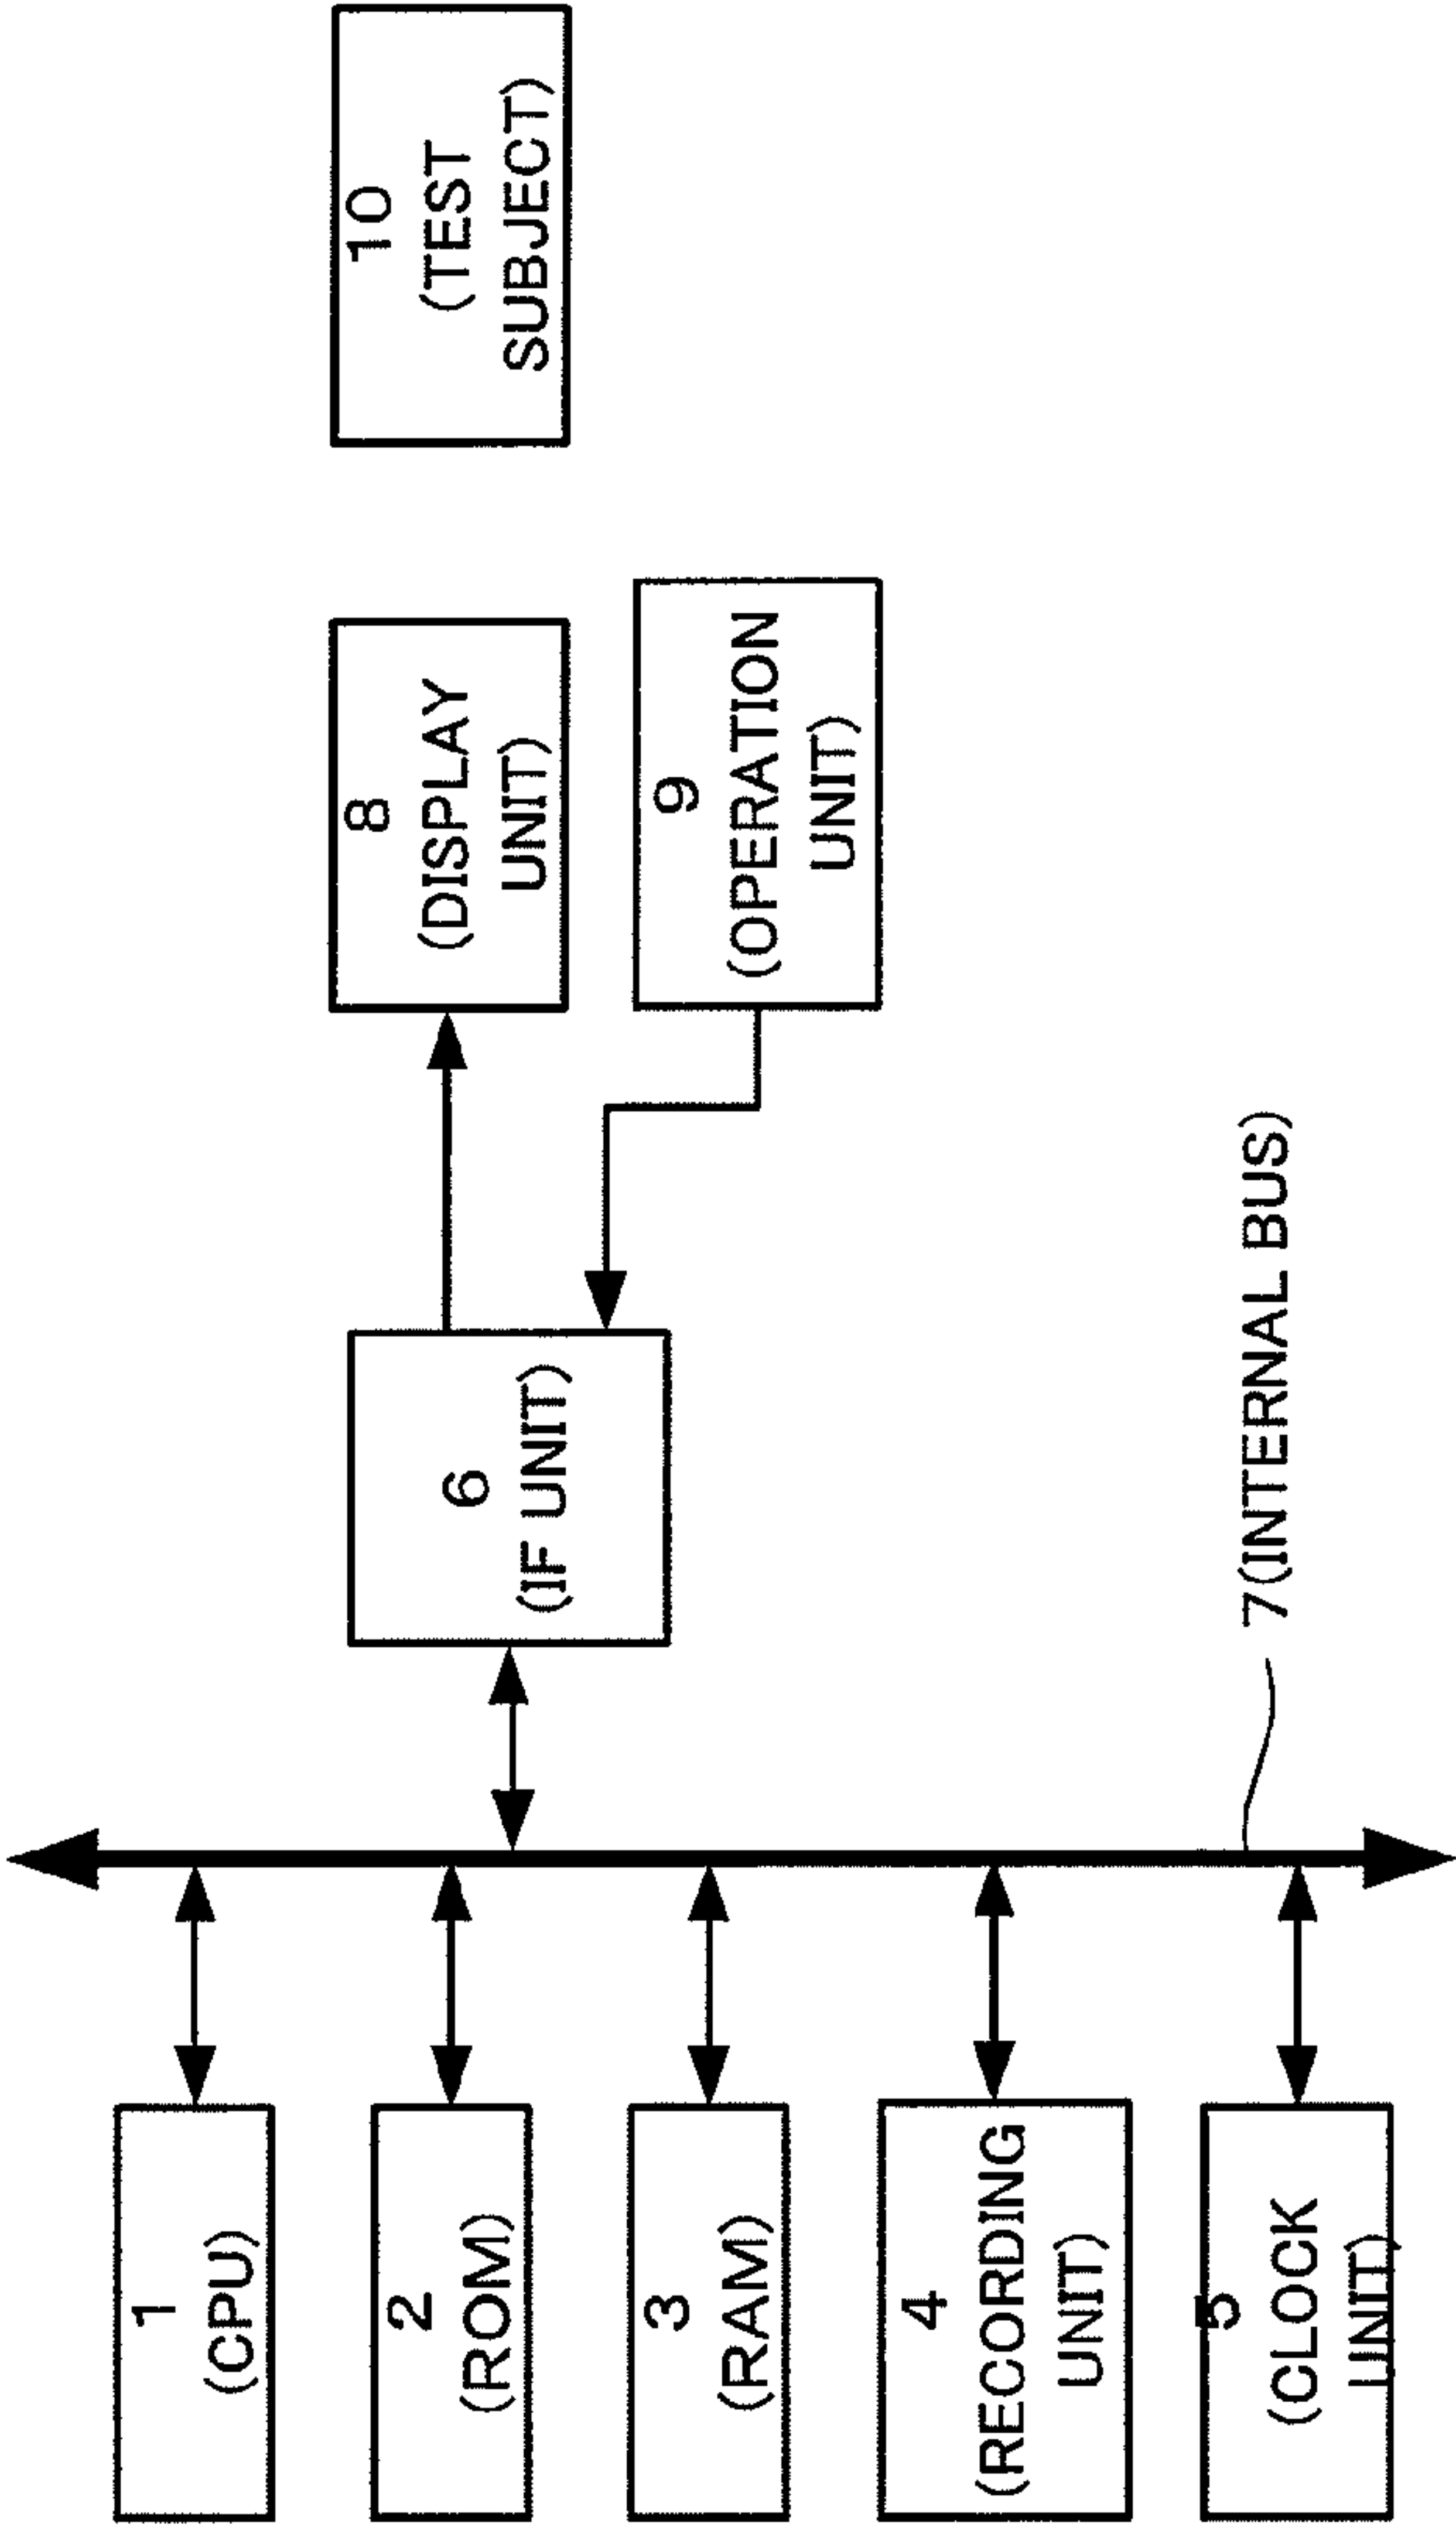 1
(CPU)
2
(ROM)
3
(RAM)
4
(RECORDING
UNIT)
5
(CLOCK
UNIT)
6
(IF UNIT)
7(INTERNAL BUS)
8
(DISPLAY
UNIT)
9
(OPERATION
UNIT)
10
(TEST
SUBJECT)